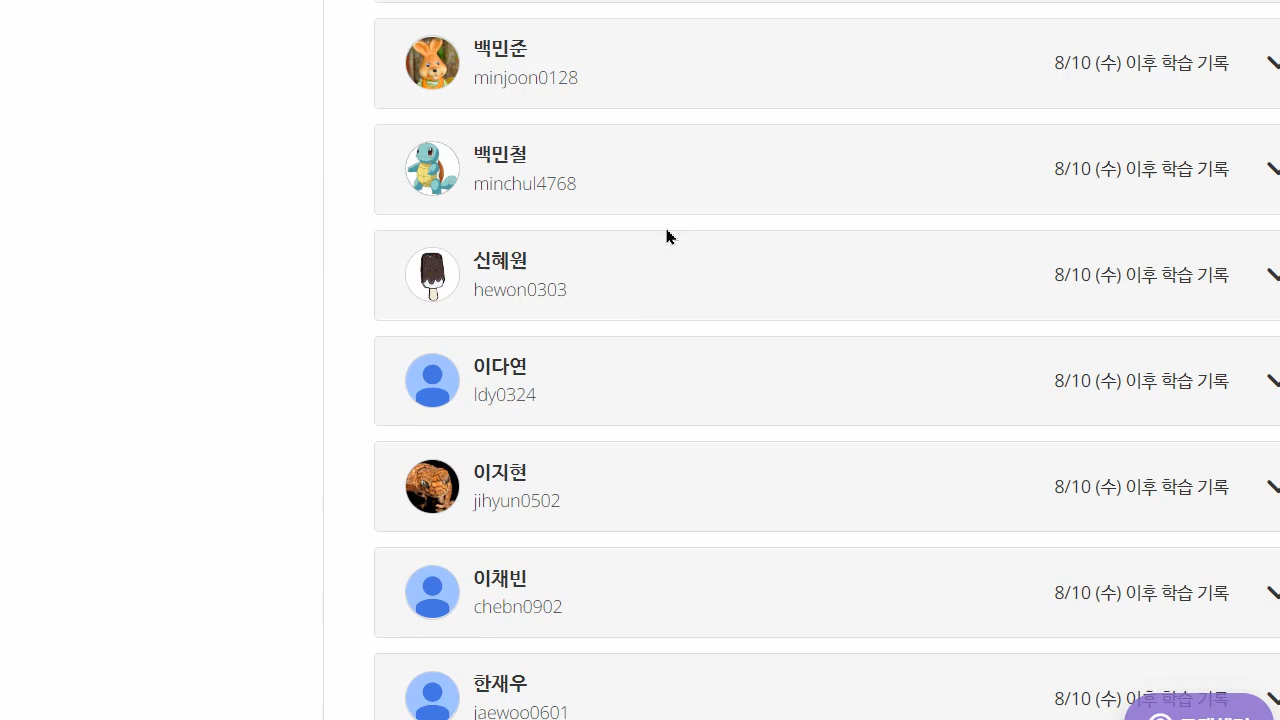 백민준
minjoon0128
8/10 (수) 이후 학습 기록
백민철
minchul4768
8/10 (수) 이후 학습 기록
신혜원
hewon0303
8/10 (수) 이후 학습 기록
이다연
ldy0324
8/10 (수) 이후 학습 기록
이지현
jihyun0502
8/10 (수) 이후 학습 기록
이채빈
chebn0902
8/10 (수) 이후 학습 기록
한재우
jaewoo0601
8/10 (수) 이후 학습 기록